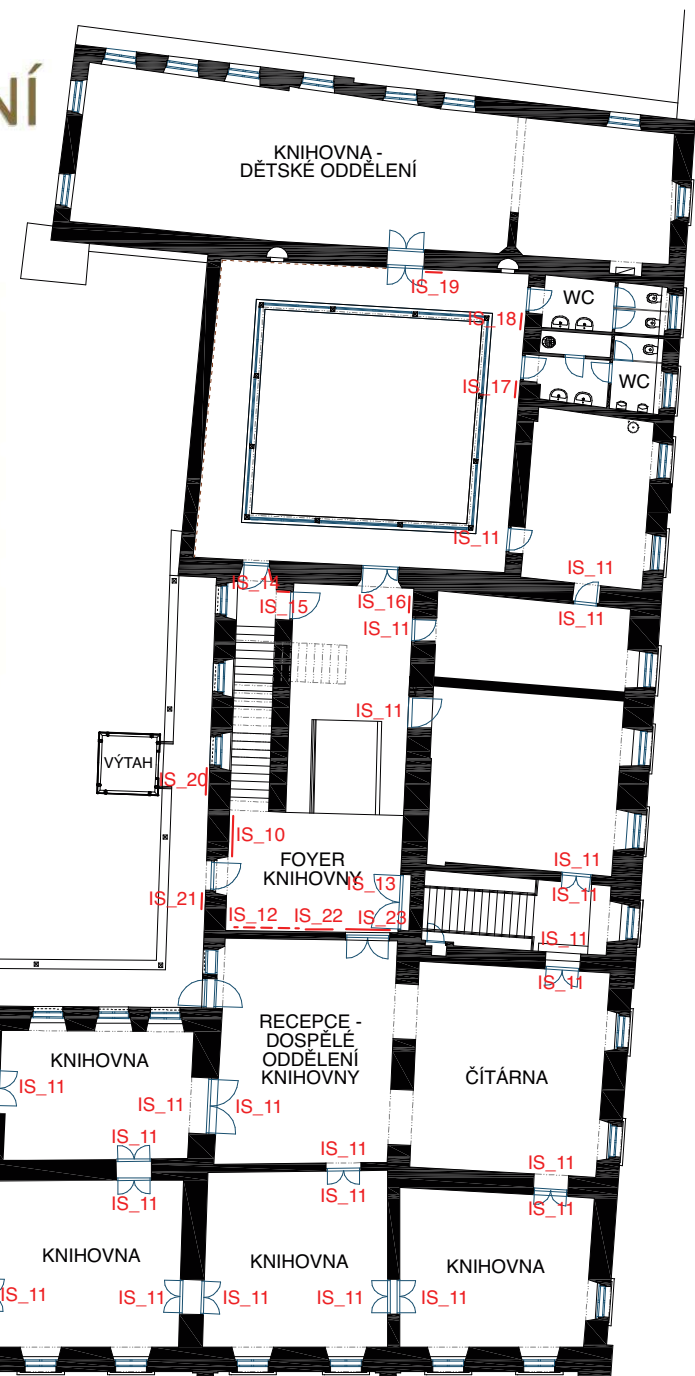 NÍ
KNIHOVNA -
DĚTSKÉ ODDĚLENÍ
IS_19
WC
IS_18
WC
IS_17
IS_11
IS_11
IS_14
IS_15
IS_16
IS_11
IS_11
IS_11
VÝTAH
IS_20
IS_10
FOYER
KNIHOVNY
IS_13
IS_11
IS_11
IS_21
IS_12
IS_22
IS_23
IS_11
IS_11
RECEPCE -
DOSPĚLÉ
ODDĚLENÍ
KNIHOVNY
KNIHOVNA
ČÍTÁRNA
IS_11
IS_11
IS_11
IS_11
IS_11
IS_11
IS_11
IS_11
IS_11
KNIHOVNA
KNIHOVNA
KNIHOVNA
IS_11
IS_11
IS_11
IS_11
IS_11